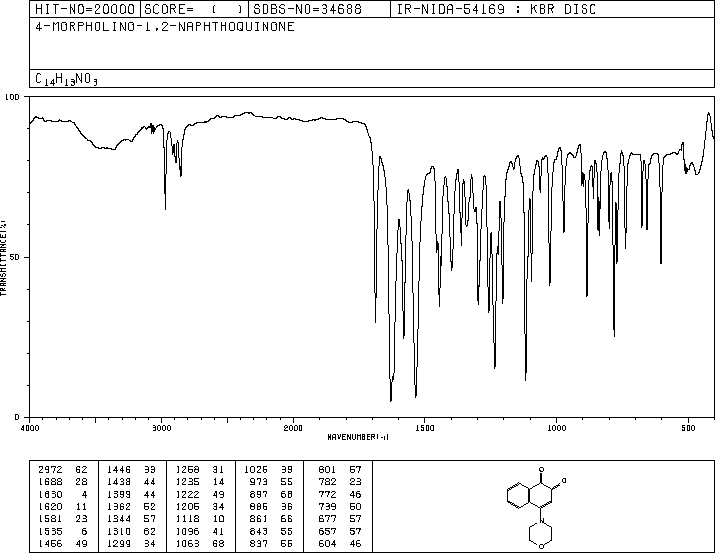 HIT-NO=20000 SCORE= ( ) SDBS-NO=34688 IR-NIDA-54169 : KBR DISC
4-MORPHOLINO-1,2-NAPHTHOQUINONE
C14H13NO3
100
50
0
TRANSMITTANCE(%)
4000 3000 2000 1500 1000 500
WAVENUMBER(-1)
2972 62 1446 33 1258 31 1026 39 801 57
1688 28 1438 44 1235 14 973 55 782 23
1630 4 1399 44 1222 49 897 68 772 46
1620 11 1362 52 1205 34 886 36 739 50
1581 23 1344 57 1118 10 861 66 677 57
1535 6 1310 62 1096 41 843 55 657 57
1456 49 1299 34 1063 68 837 55 604 46
O
O
N
O